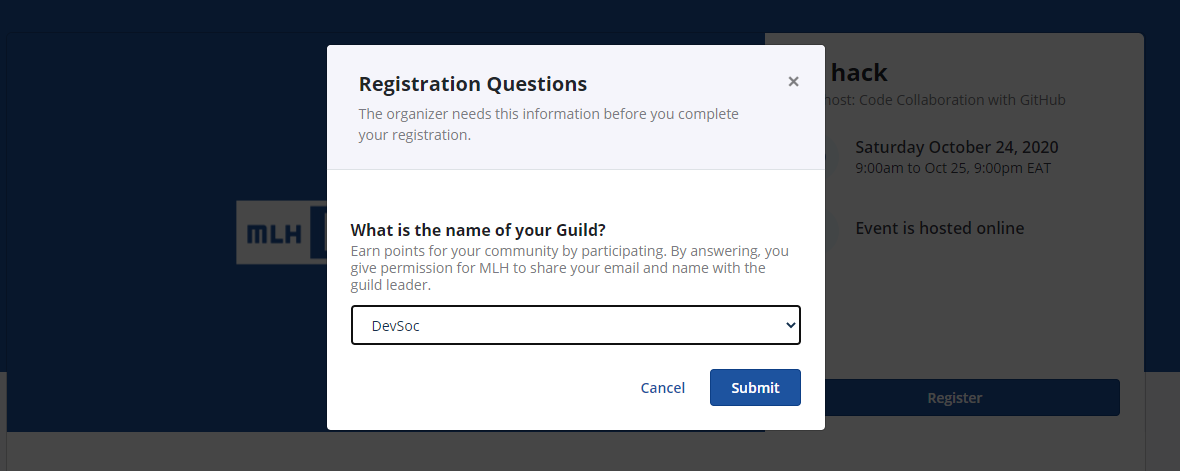 Registration Questions
×
The organizer needs this information before you complete
your registration.
What is the name of your Guild?
Earn points for your community by participating. By answering, you
give permission for MLH to share your email and name with the
guild leader.
DevSoc
Cancel
Submit
MLH
hack
host: Code Collaboration with GitHub
Saturday October 24, 2020
9:00am to Oct 25, 9:00pm EAT
Event is hosted online
Register